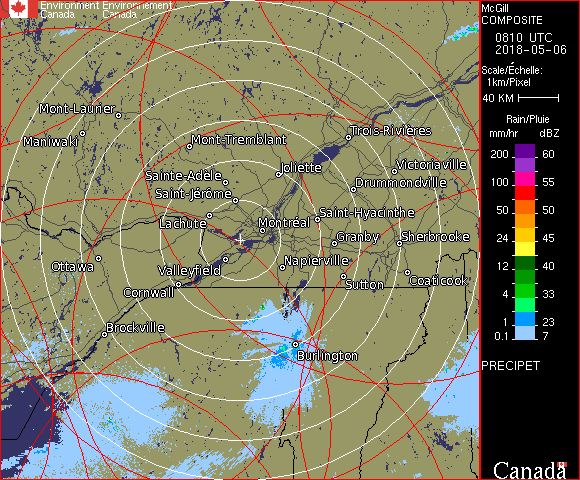 Environment Environnement
Canada Canada
McGill
COMPOSITE
0810 UTC
2018-05-06
Scale/Échelle:
1km/Pixel
40 KM
Rain/Pluie
mm/hr dBZ
200 60
150 57
100 55
50 50
24 45
12 40
4 33
1 23
0.1 7
PRECIPET
Canada
Mont-Laurier
Maniwaki
Mont-Tremblant
Trois-Rivières
Sainte-Adèle
Joliette
Victoriaville
Saint-Jérôme
Drummondville
Lachute
Montréal
Saint-Hyacinthe
Granby
Sherbrooke
Ottawa
Valleyfield
Napierville
Cornwall
Sutton
Coaticook
Brockville
Burlington